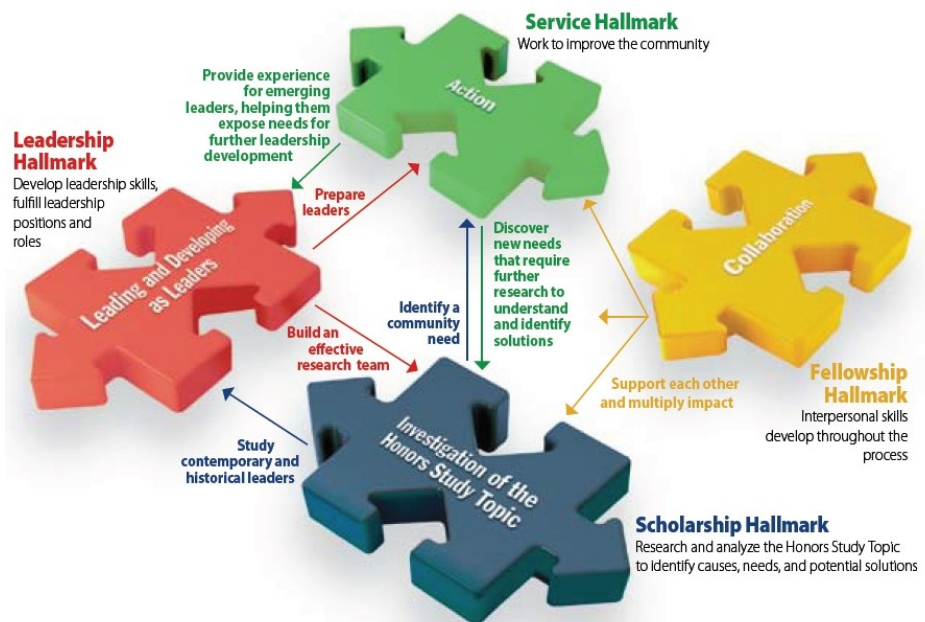 Service Hallmark
Work to improve the community
Action
Provide experience
for emerging
leaders, helping them
expose needs for
further leadership
development
Leadership
Hallmark
Develop leadership skills,
fulfill leadership
positions and
roles
Prepare
leaders
Leading and Developing
as Leaders
Collaboration
Discover
new needs
that require
further
research to
understand
and identify
solutions
Identify a
community
need
Build an
effective
research team
Support each other
and multiply impact
Fellowship
Hallmark
Interpersonal skills
develop throughout the
process
Study
contemporary and
historical leaders
Investigation of the
Honors Study Topic
Scholarship Hallmark
Research and analyze the Honors Study Topic
to identify causes, needs, and potential solutions